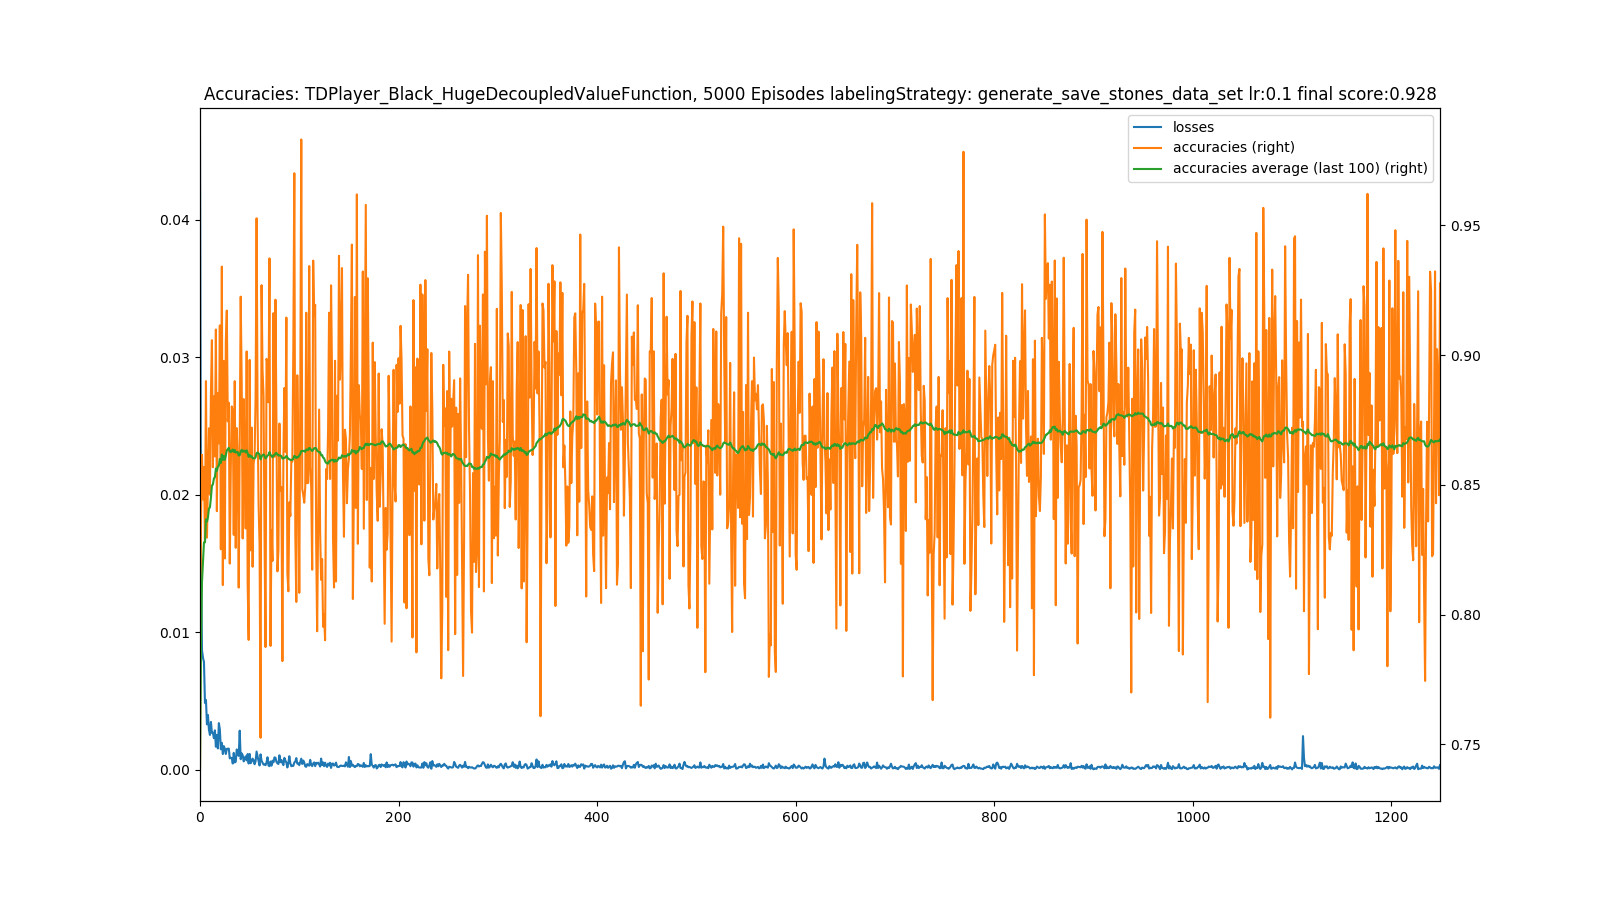 Accuracies: TDPlayer_Black_HugeDecoupledValueFunction, 5000 Episodes labelingStrategy: generate_save_stones_data_set lr:0.1 final score:0.928
losses
accuracies (right)
accuracies average (last 100) (right)
0.04
0.03
0.02
0.01
0.00
0.95
0.90
0.85
0.80
0.75
0 200 400 600 800 1000 1200